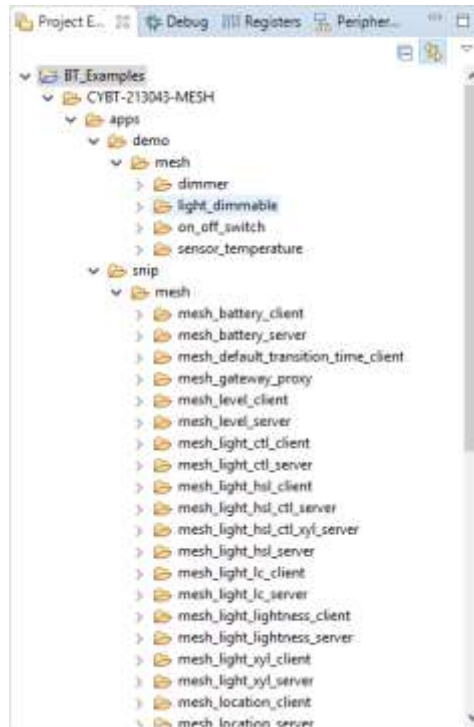 Project E... Debug Registers Peripher...
BT_Examples
CYBT-213043-MESH
apps
demo
mesh
dimmer
light_dimmable
on_off_switch
sensor_temperature
snip
mesh
mesh_battery_client
mesh_battery_server
mesh_default_transition_time_client
mesh_gateway_proxy
mesh_level_client
mesh_level_server
mesh_light_ctl_client
mesh_light_ctl_server
mesh_light_hsl_client
mesh_light_hsl_ctl_server
mesh_light_hsl_ctl_xyl_server
mesh_light_hsl_server
mesh_light_lc_client
mesh_light_lc_server
mesh_light_lightness_client
mesh_light_lightness_server
mesh_light_xyl_client
mesh_light_xyl_server
mesh_location_client
mesh_location_server